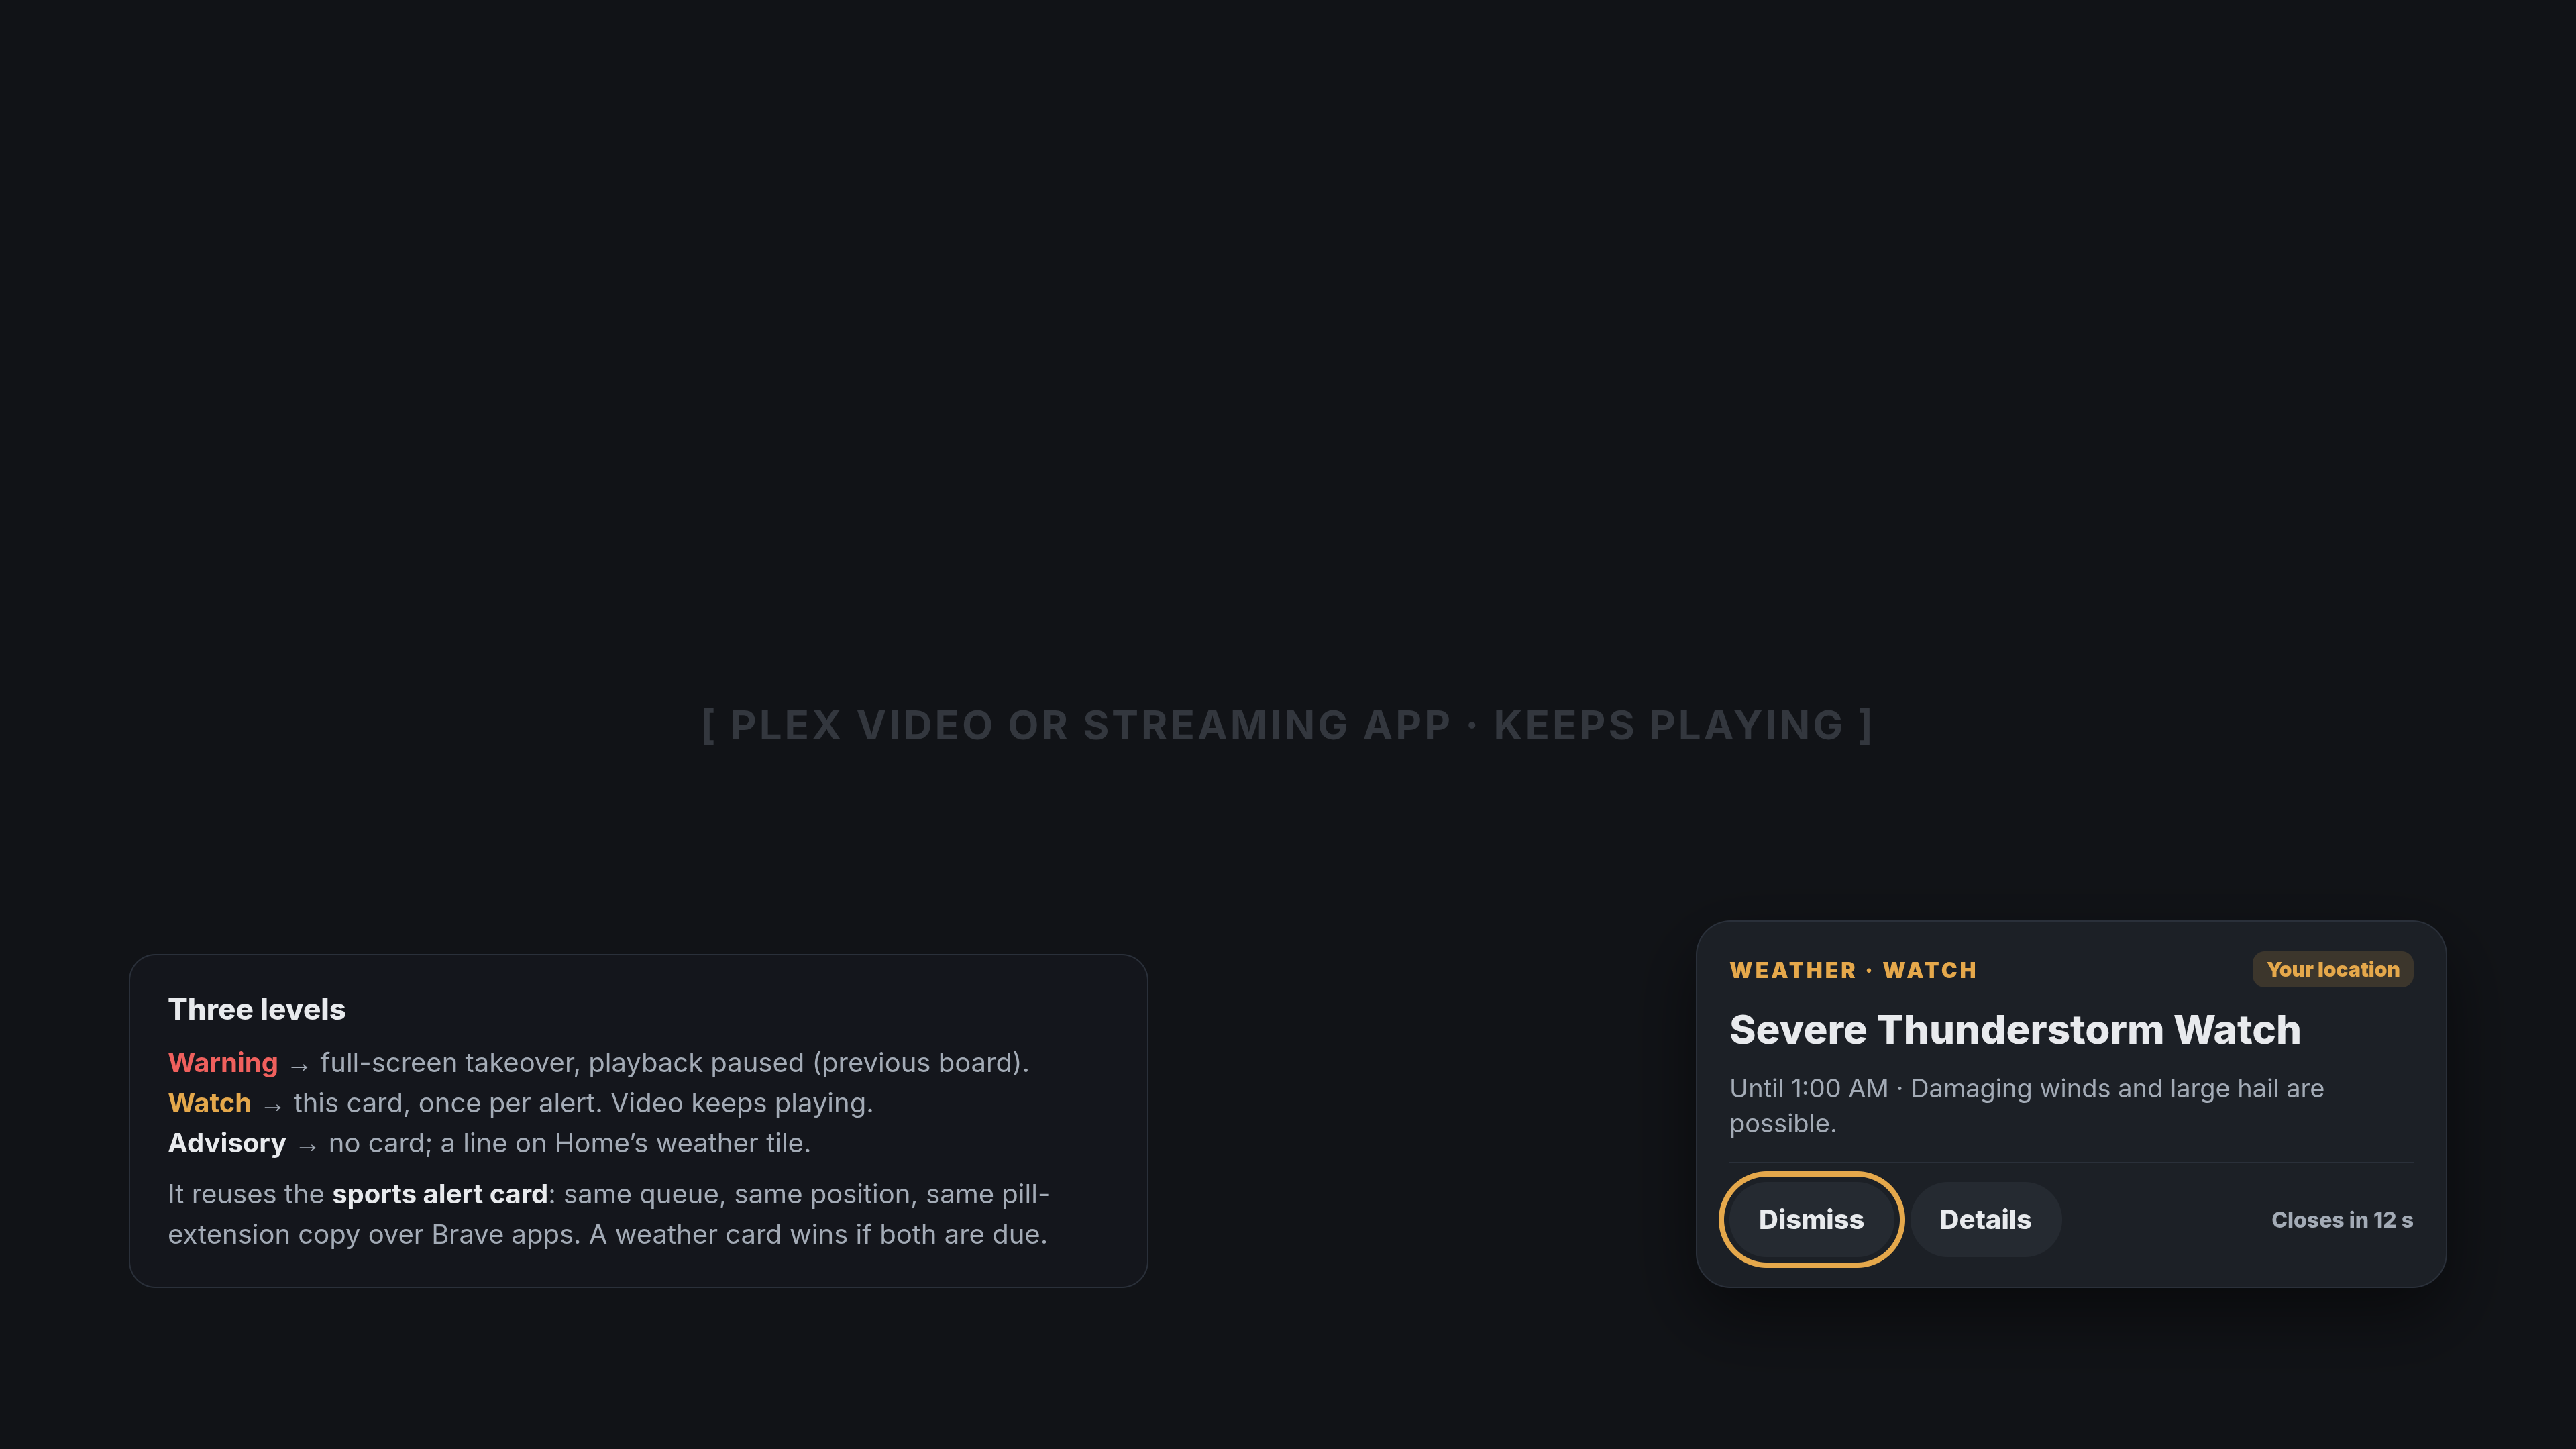 [ PLEX VIDEO OR STREAMING APP · KEEPS PLAYING ]
Three levels
Warning → full-screen takeover, playback paused (previous board).
Watch → this card, once per alert. Video keeps playing.
Advisory → no card; a line on Home’s weather tile.
It reuses the sports alert card: same queue, same position, same pill-
extension copy over Brave apps. A weather card wins if both are due.
WEATHER · WATCH
Your location
Severe Thunderstorm Watch
Until 1:00 AM · Damaging winds and large hail are
possible.
Dismiss
Details
Closes in 12 s